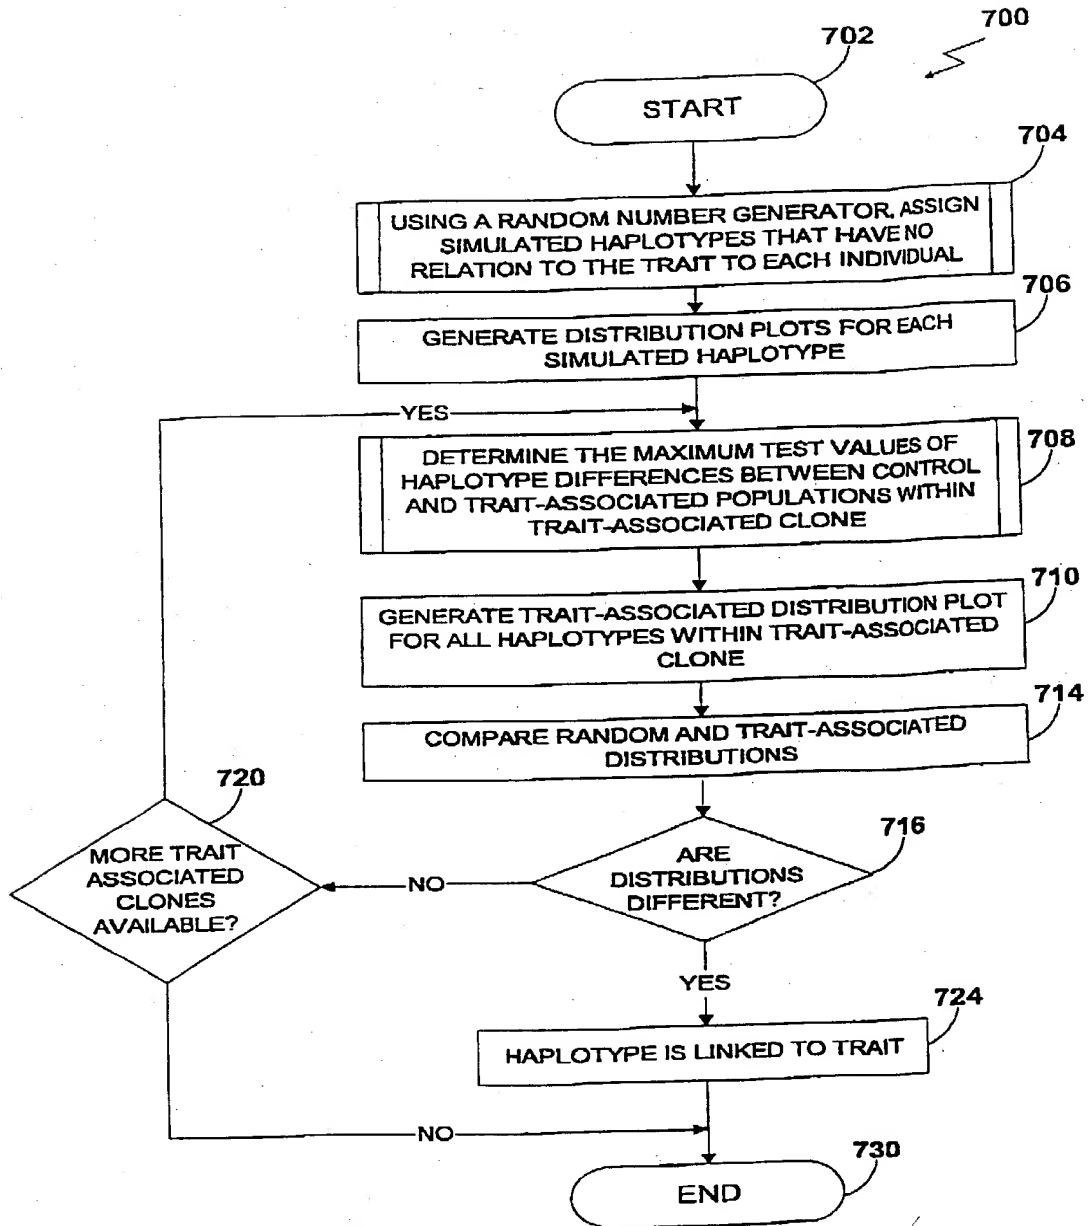 700
702
START
704
USING A RANDOM NUMBER GENERATOR, ASSIGN
SIMULATED HAPLOTYPES THAT HAVE NO
RELATION TO THE TRAIT TO EACH INDIVIDUAL
706
GENERATE DISTRIBUTION PLOTS FOR EACH
SIMULATED HAPLOTYPE
YES
708
DETERMINE THE MAXIMUM TEST VALUES OF
HAPLOTYPE DIFFERENCES BETWEEN CONTROL
AND TRAIT-ASSOCIATED POPULATIONS WITHIN
TRAIT-ASSOCIATED CLONE
710
GENERATE TRAIT-ASSOCIATED DISTRIBUTION PLOT
FOR ALL HAPLOTYPES WITHIN TRAIT-ASSOCIATED
CLONE
714
COMPARE RANDOM AND TRAIT-ASSOCIATED
DISTRIBUTIONS
720
MORE TRAIT
ASSOCIATED
CLONES
AVAILABLE?
NO
716
ARE
DISTRIBUTIONS
DIFFERENT?
YES
724
HAPLOTYPE IS LINKED TO TRAIT
NO
730
END